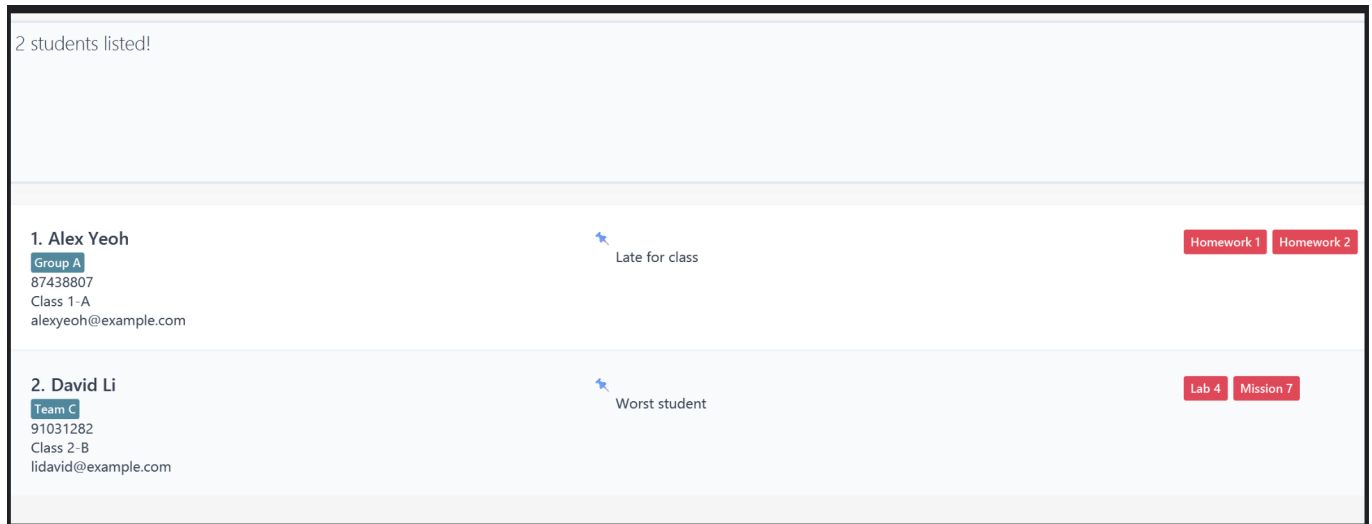 2 students listed!
1. Alex Yeoh
Group A
87438807
Class 1-A
alexyeoh@example.com
Late for class
Homework 1 Homework 2
2. David Li
Team C
91031282
Class 2-B
lidavid@example.com
Worst student
Lab 4 Mission 7